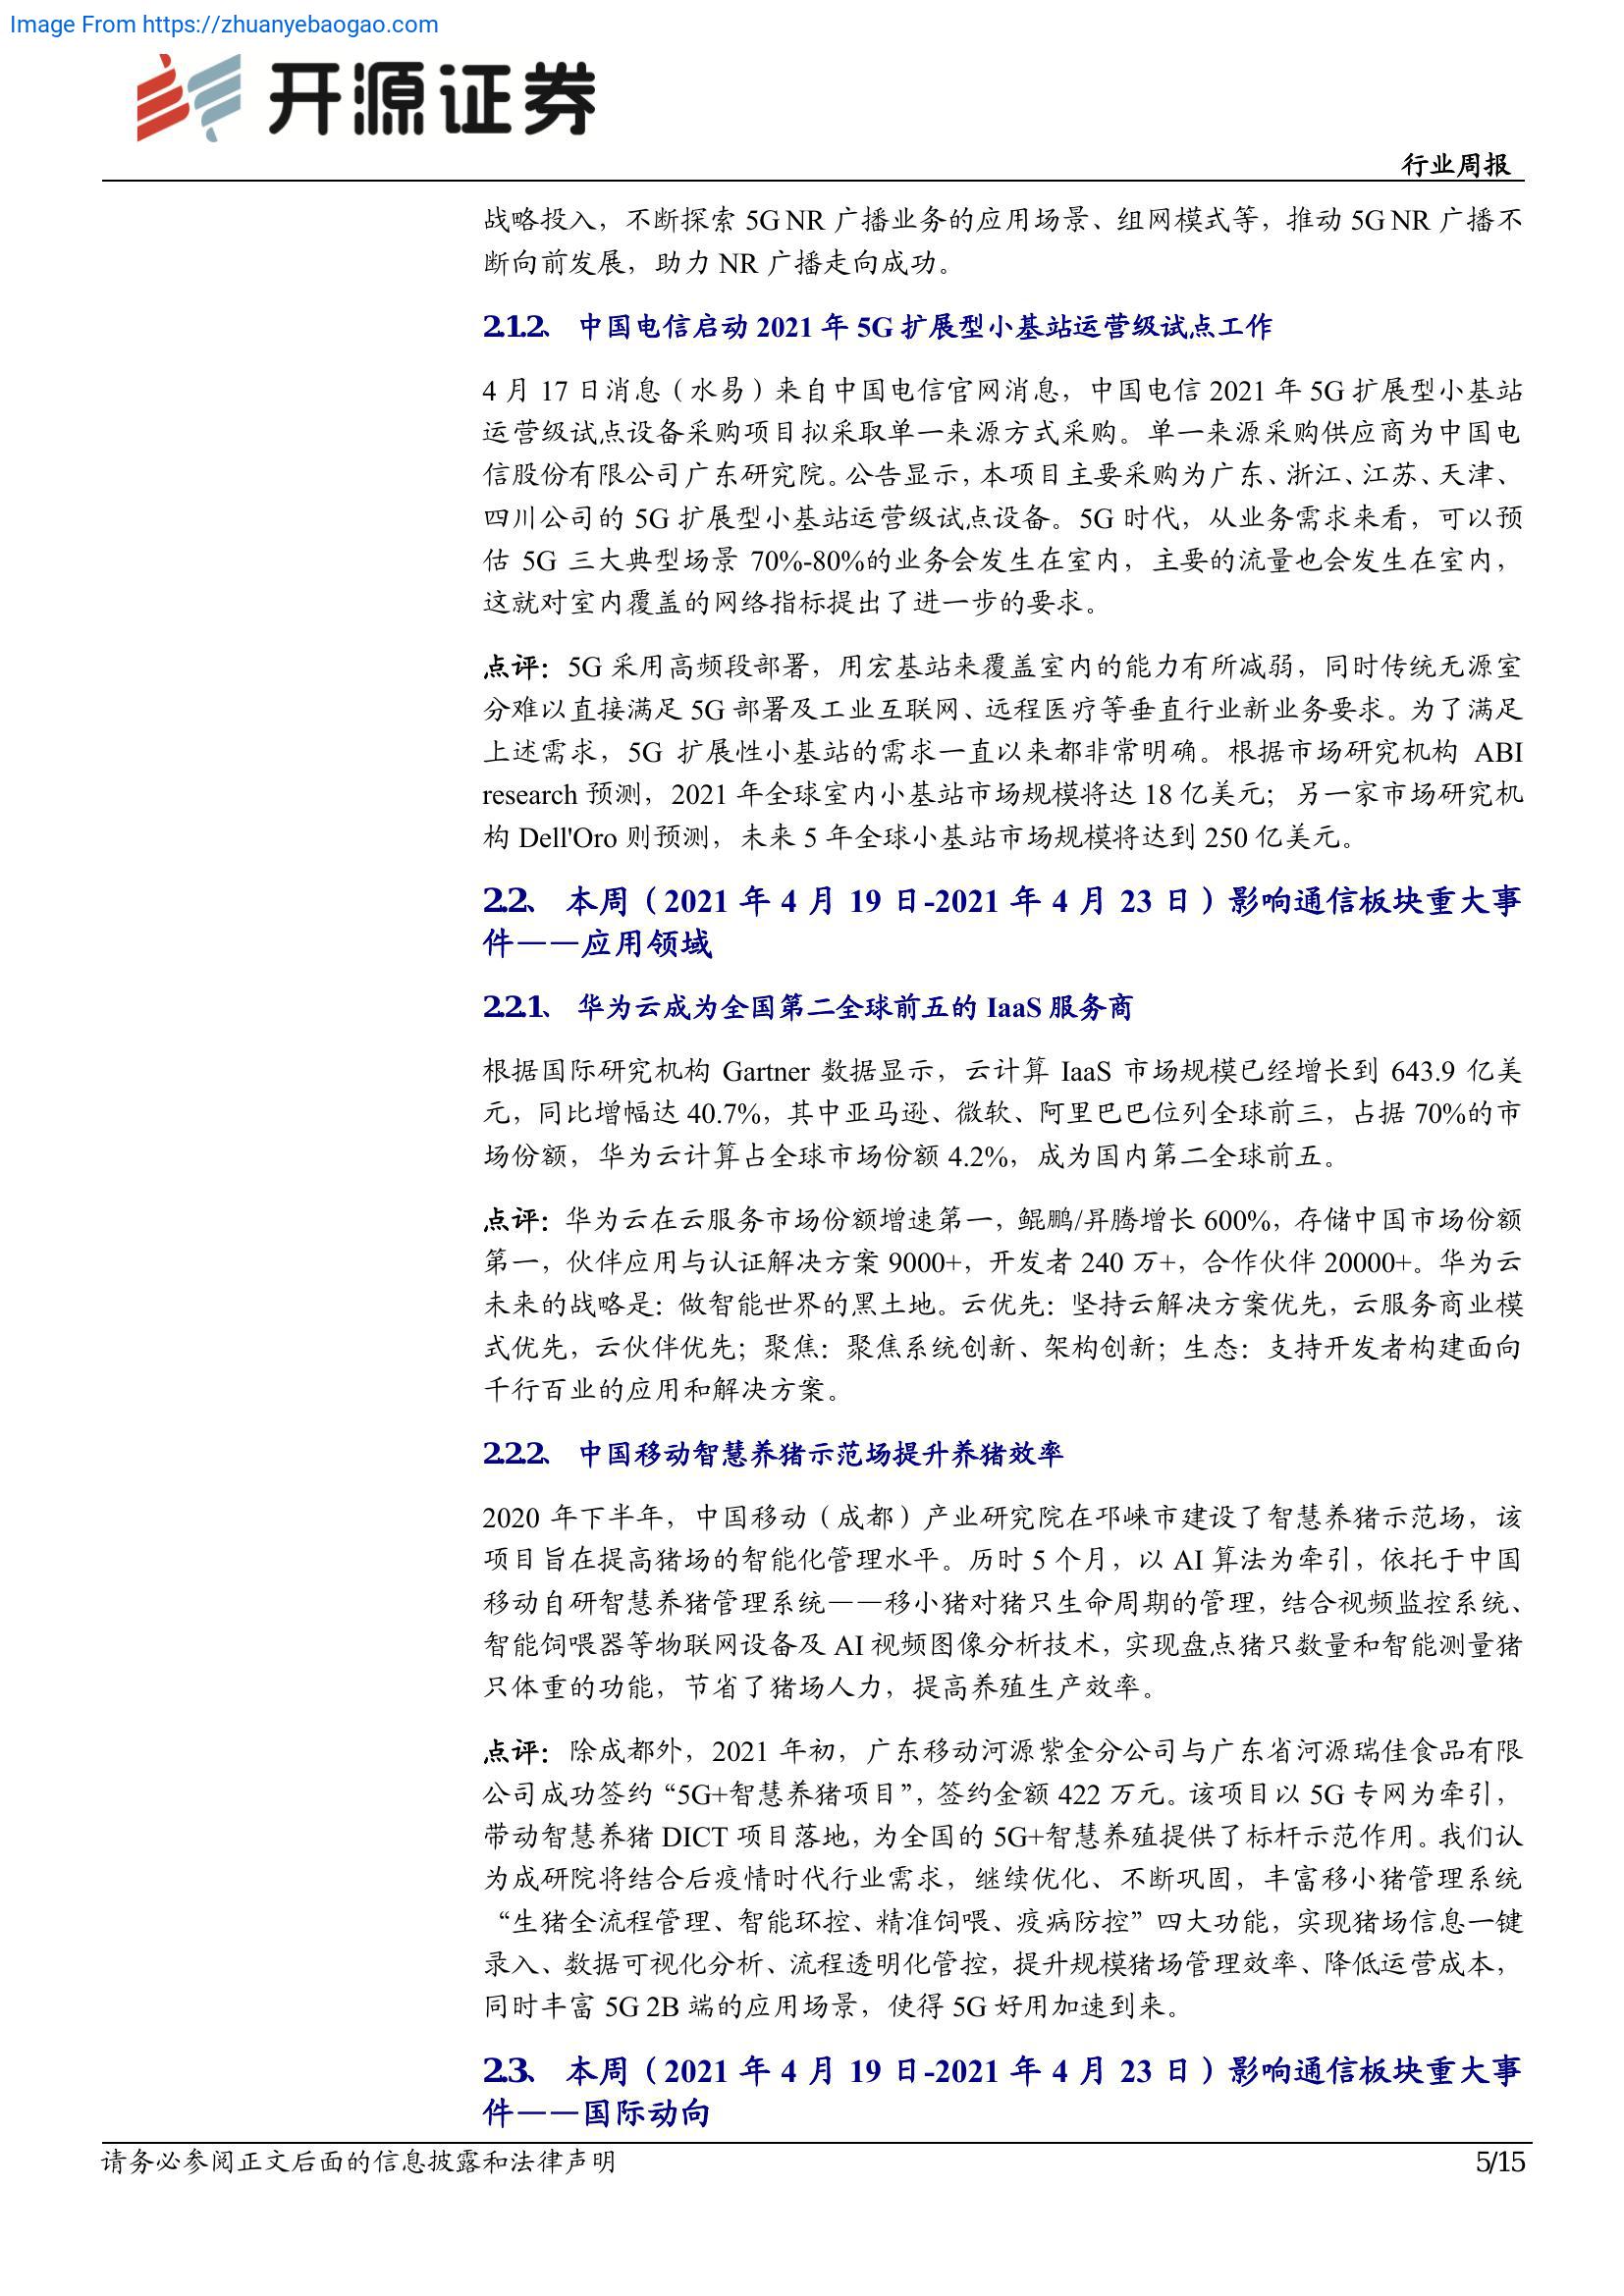 Image From https://zhuanyebaogao.com
开源证券
行业周报
战略投入，不断探索 5G NR 广播业务的应用场景、组网模式等，推动 5G NR 广播不
断向前发展，助力 NR 广播走向成功。
2.1.2、 中国电信启动 2021 年 5G 扩展型小基站运营级试点工作
4 月 17 日消息（水易）来自中国电信官网消息，中国电信 2021 年 5G 扩展型小基站
运营级试点设备采购项目拟采取单一来源方式采购。单一来源采购供应商为中国电
信股份有限公司广东研究院。公告显示，本项目主要采购为广东、浙江、江苏、天津、
四川公司的 5G 扩展型小基站运营级试点设备。5G 时代，从业务需求来看，可以预
估 5G 三大典型场景 70%-80%的业务会发生在室内，主要的流量也会发生在室内，
这就对室内覆盖的网络指标提出了进一步的要求。
点评：5G 采用高频段部署，用宏基站来覆盖室内的能力有所减弱，同时传统无源室
分难以直接满足 5G 部署及工业互联网、远程医疗等垂直行业新业务要求。为了满足
上述需求，5G 扩展性小基站的需求一直以来都非常明确。根据市场研究机构 ABI
research 预测，2021 年全球室内小基站市场规模将达 18 亿美元；另一家市场研究机
构 Dell'Oro 则预测，未来 5 年全球小基站市场规模将达到 250 亿美元。
2.2、 本周（2021 年 4 月 19 日-2021 年 4 月 23 日）影响通信板块重大事
件——应用领域
2.2.1、 华为云成为全国第二全球前五的 IaaS 服务商
根据国际研究机构 Gartner 数据显示，云计算 IaaS 市场规模已经增长到 643.9 亿美
元，同比增幅达 40.7%，其中亚马逊、微软、阿里巴巴位列全球前三，占据 70%的市
场份额，华为云计算占全球市场份额 4.2%，成为国内第二全球前五。
点评：华为云在云服务市场份额增速第一，鲲鹏/昇腾增长 600%，存储中国市场份额
第一，伙伴应用与认证解决方案 9000+，开发者 240 万+，合作伙伴 20000+。华为云
未来的战略是：做智能世界的黑土地。云优先：坚持云解决方案优先，云服务商业模
式优先，云伙伴优先；聚焦：聚焦系统创新、架构创新；生态：支持开发者构建面向
千行百业的应用和解决方案。
2.2.2、 中国移动智慧养猪示范场提升养猪效率
2020 年下半年，中国移动（成都）产业研究院在邛崃市建设了智慧养猪示范场，该
项目旨在提高猪场的智能化管理水平。历时 5 个月，以 AI 算法为牵引，依托于中国
移动自研智慧养猪管理系统——移小猪对猪只生命周期的管理，结合视频监控系统、
智能饲喂器等物联网设备及 AI 视频图像分析技术，实现盘点猪只数量和智能测量猪
只体重的功能，节省了猪场人力，提高养殖生产效率。
点评：除成都外，2021 年初，广东移动河源紫金分公司与广东省河源瑞佳食品有限
公司成功签约“5G+智慧养猪项目”，签约金额 422 万元。该项目以 5G 专网为牵引，
带动智慧养猪 DICT 项目落地，为全国的 5G+智慧养殖提供了标杆示范作用。我们认
为成研院将结合后疫情时代行业需求，继续优化、不断巩固，丰富移小猪管理系统
“生猪全流程管理、智能环控、精准饲喂、疫病防控”四大功能，实现猪场信息一键
录入、数据可视化分析、流程透明化管控，提升规模猪场管理效率、降低运营成本，
同时丰富 5G 2B 端的应用场景，使得 5G 好用加速到来。
2.3、 本周（2021 年 4 月 19 日-2021 年 4 月 23 日）影响通信板块重大事
件——国际动向
请务必参阅正文后面的信息披露和法律声明
5/15